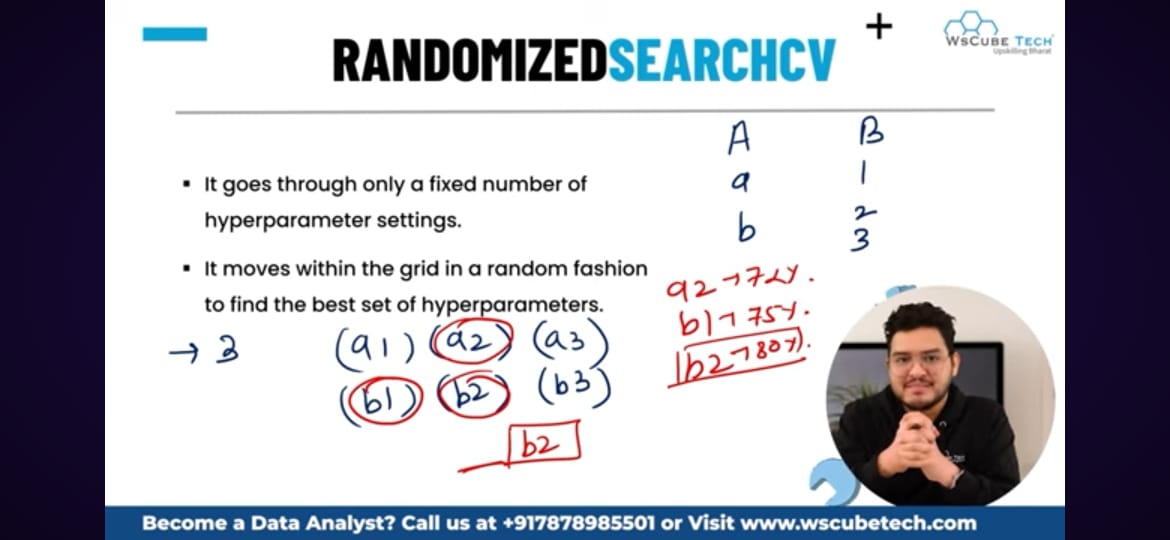 RANDOMIZEDSEARCHCV
+
WsCUBE TECH
Upskilling Bharat
A B
a 1
b 2
3
▪ It goes through only a fixed number of
hyperparameter settings.
▪ It moves within the grid in a random fashion
to find the best set of hyperparameters.
a2→72%.
b1→75%.
b2→80%.
→ 3 (a1) (a2) (a3)
(b1) (b2) (b3)
b2
Become a Data Analyst? Call us at +917878985501 or Visit www.wscubetech.com